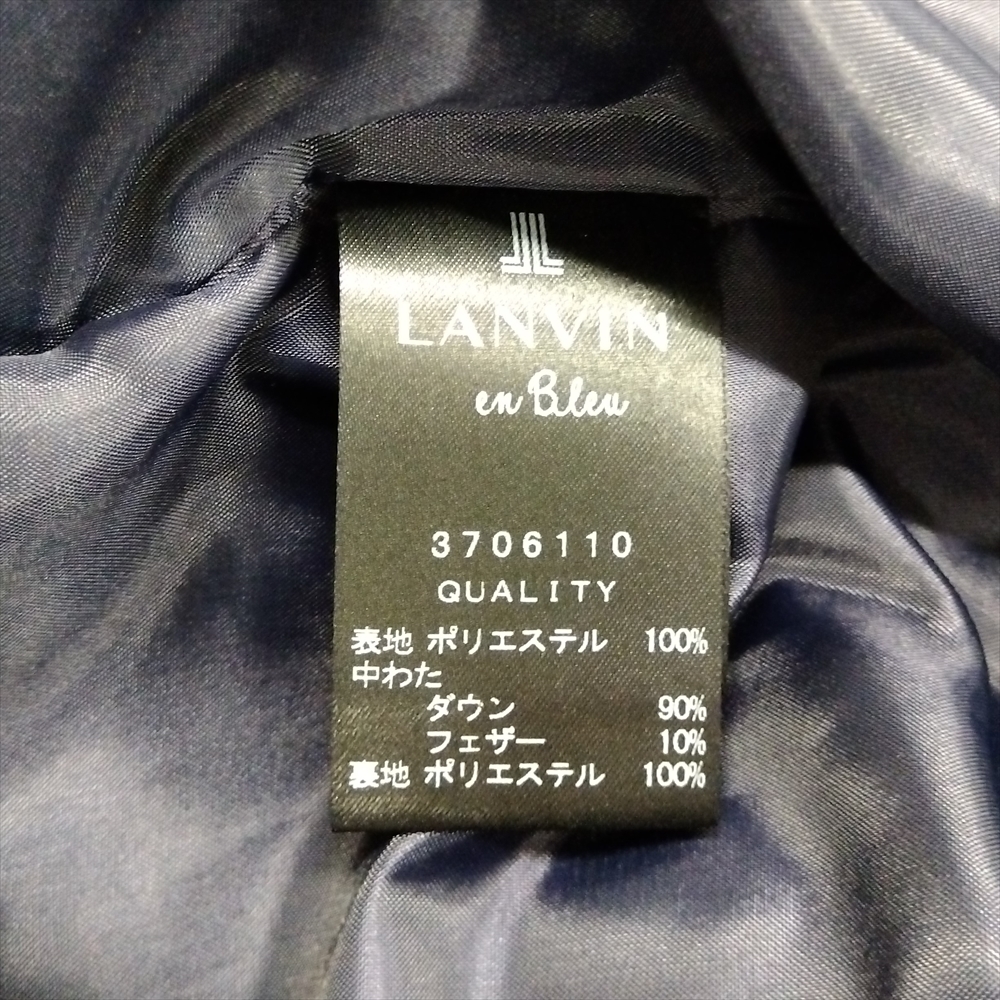 LANVIN
en Bleu
3706110
QUALITY
表地 ポリエステル 100%
中わた
ダウン 90%
フェザー 10%
裏地 ポリエステル 100%